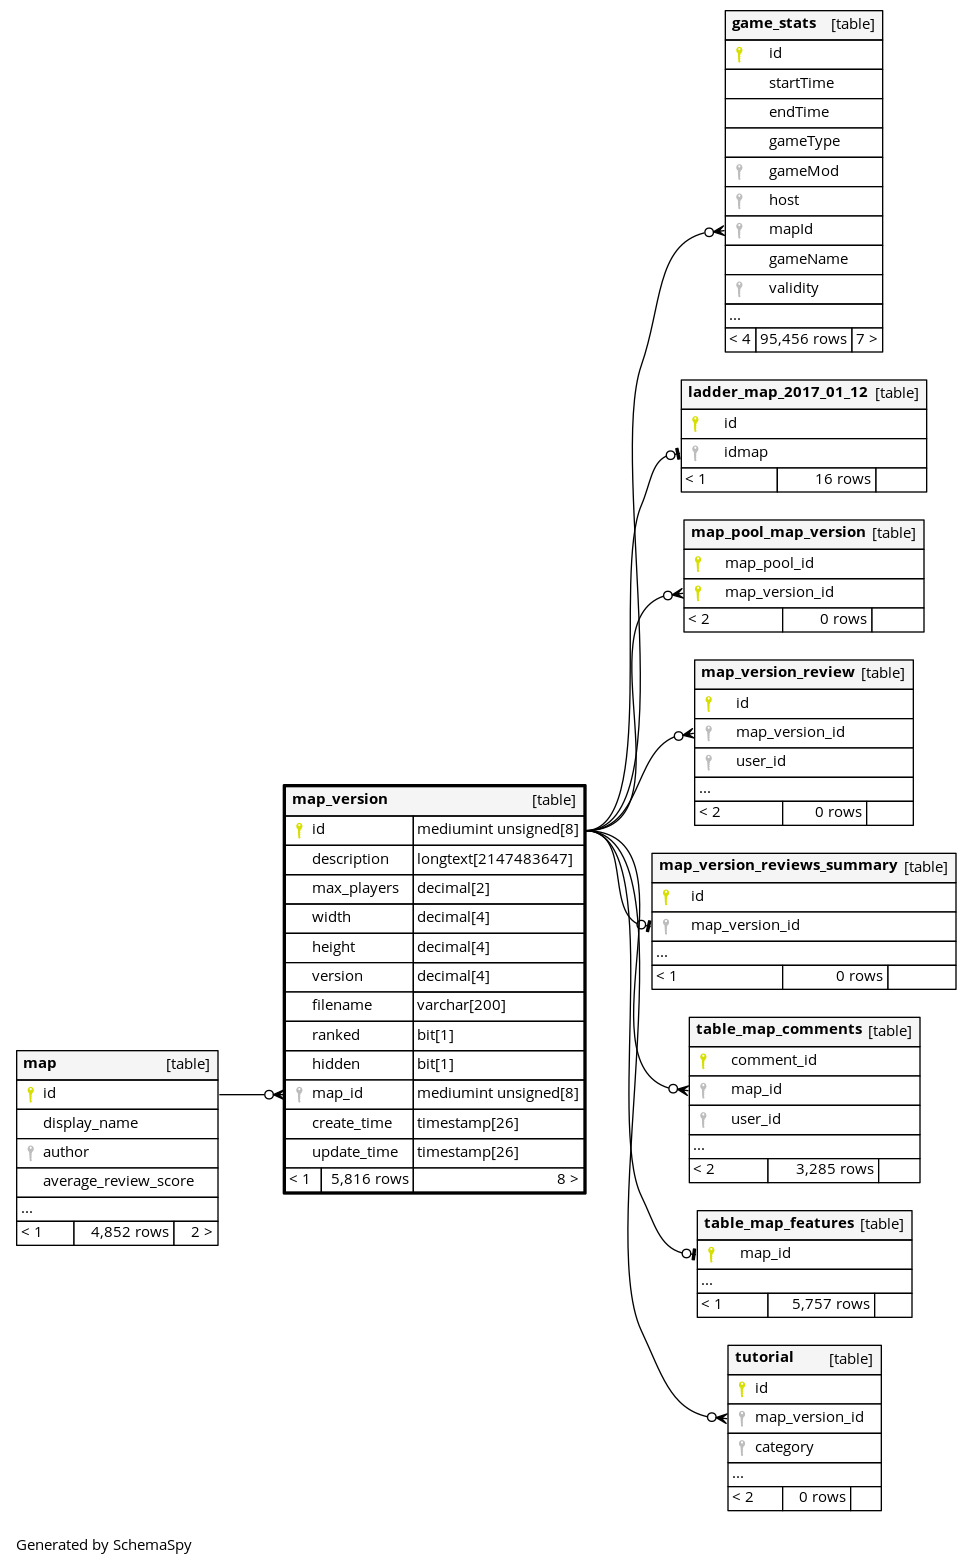 game_stats [table]
id
startTime
endTime
gameType
gameMod
host
mapId
gameName
validity
...
< 4 95,456 rows 7 >
ladder_map_2017_01_12 [table]
id
idmap
< 1 16 rows
map_pool_map_version [table]
map_pool_id
map_version_id
< 2 0 rows
map_version_review [table]
id
map_version_id
user_id
...
< 2 0 rows
map_version [table]
id mediumint unsigned[8]
description longtext[2147483647]
max_players decimal[2]
width decimal[4]
height decimal[4]
version decimal[4]
filename varchar[200]
ranked bit[1]
hidden bit[1]
map_id mediumint unsigned[8]
create_time timestamp[26]
update_time timestamp[26]
< 1 5,816 rows 8 >
map_version_reviews_summary [table]
id
map_version_id
...
< 1 0 rows
table_map_comments [table]
comment_id
map_id
user_id
...
< 2 3,285 rows
map [table]
id
display_name
author
average_review_score
...
< 1 4,852 rows 2 >
table_map_features [table]
map_id
...
< 1 5,757 rows
tutorial [table]
id
map_version_id
category
...
< 2 0 rows
Generated by SchemaSpy